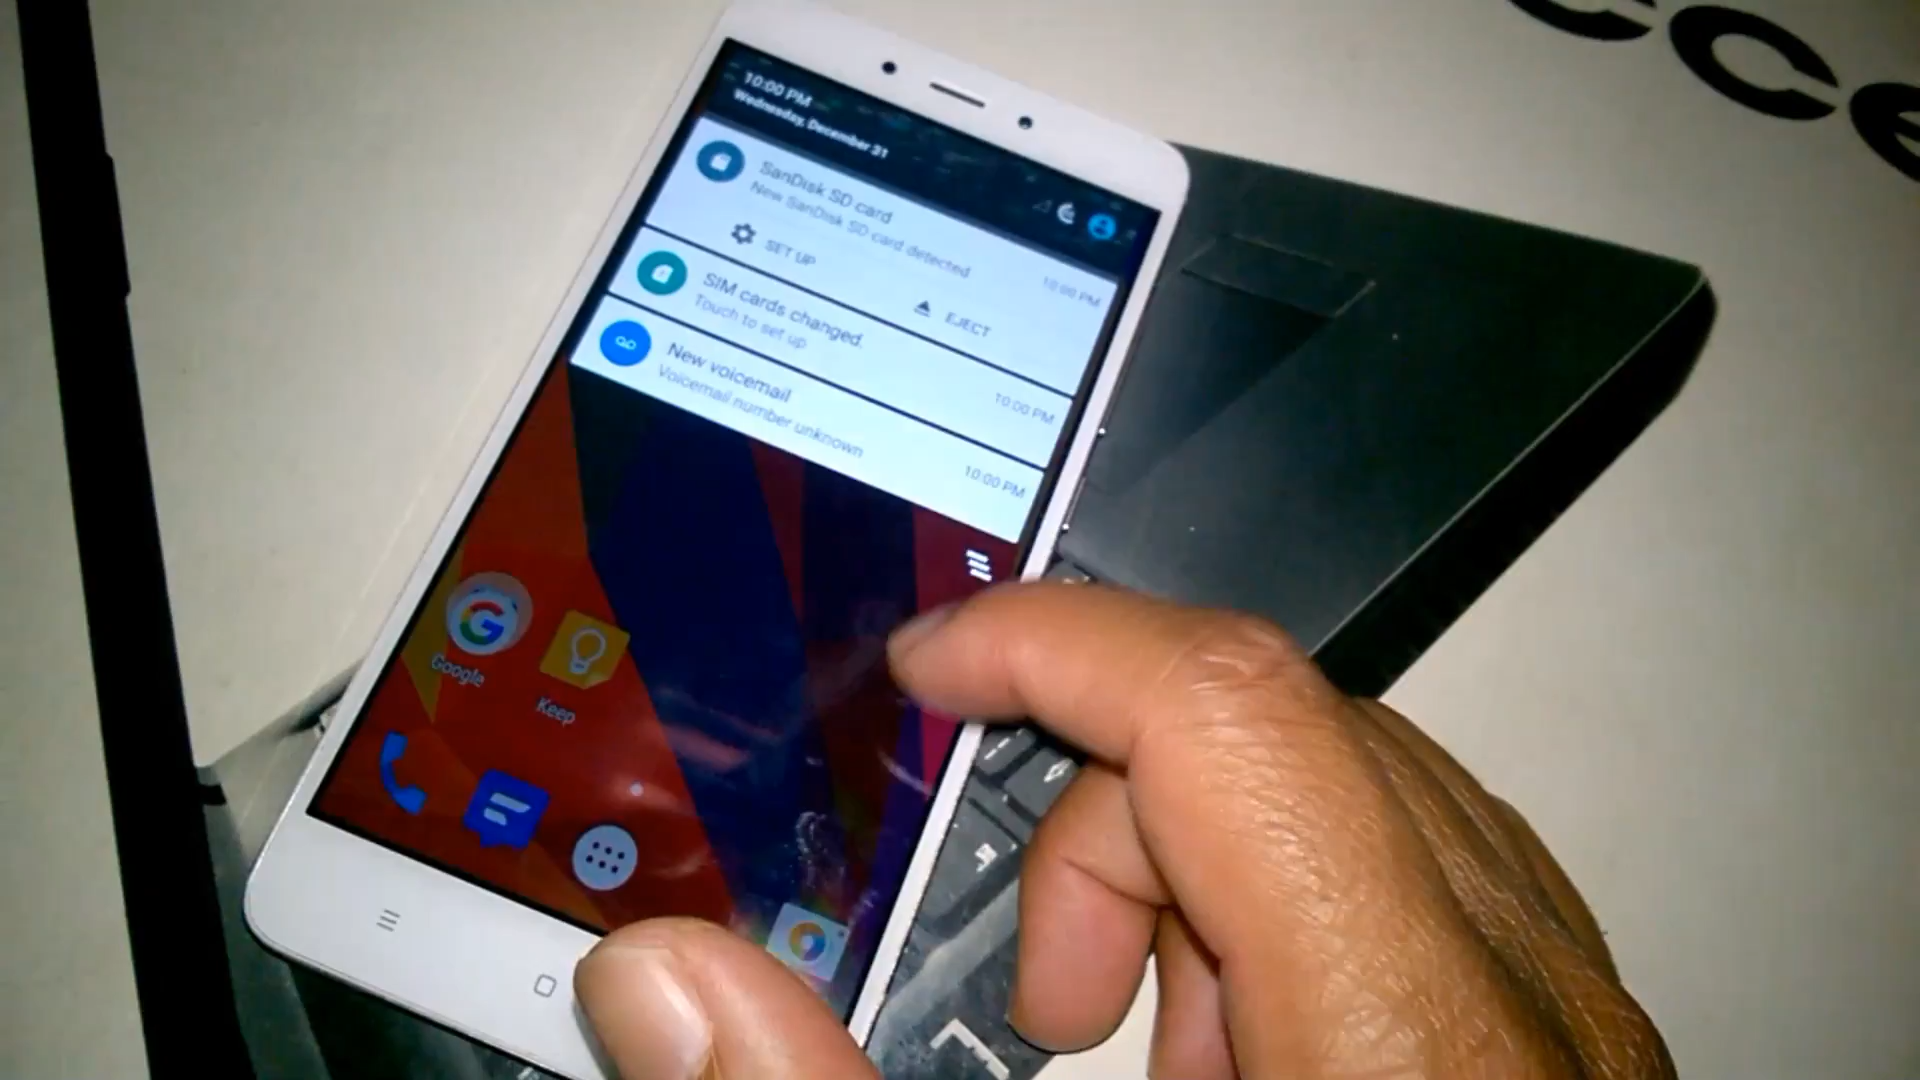 10:00 PM
Wednesday, December 31
SanDisk SD card
New SanDisk SD card detected
10:00 PM
SET UP
EJECT
SIM cards changed.
Touch to set up
10:00 PM
New voicemail
Voicemail number unknown
10:00 PM
Google
Keep
cce